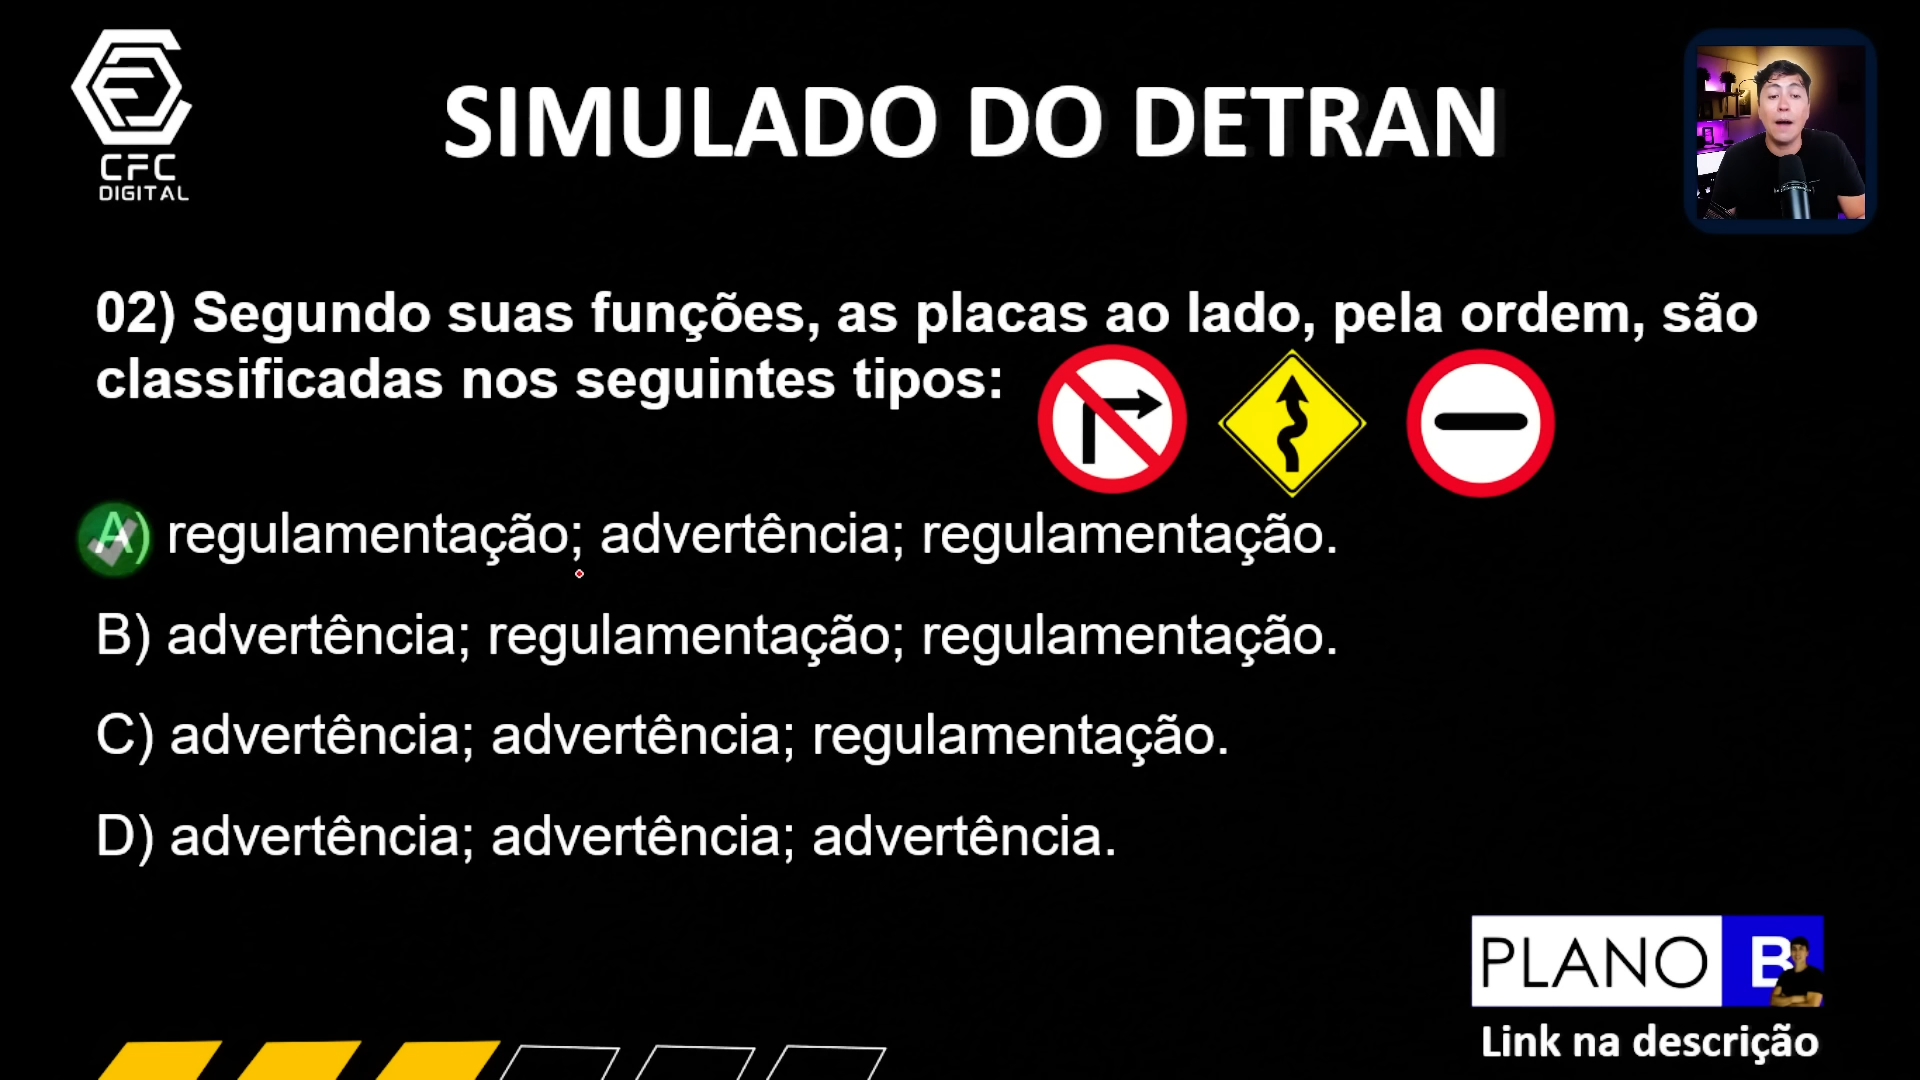 CFC
DIGITAL
SIMULADO DO DETRAN
02) Segundo suas funções, as placas ao lado, pela ordem, são
classificadas nos seguintes tipos:
A) regulamentação; advertência; regulamentação.
B) advertência; regulamentação; regulamentação.
C) advertência; advertência; regulamentação.
D) advertência; advertência; advertência.
PLANO B
Link na descrição